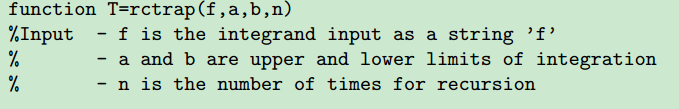 function T=rctrap(f,a,b,n)
%Input  - f is the integrand input as a string ’f’
%       - a and b are upper and lower limits of integration
%       - n is the number of times for recursion